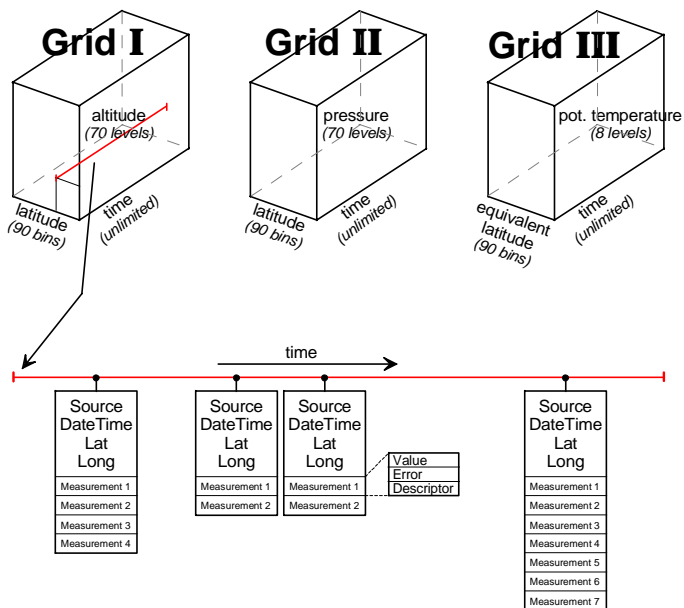 Grid I
altitude
(70 levels)
latitude
(90 bins)
time
(unlimited)
Grid II
pressure
(70 levels)
latitude
(90 bins)
time
(unlimited)
Grid III
pot. temperature
(8 levels)
equivalent
latitude
(90 bins)
time
(unlimited)
time
Source
DateTime
Lat
Long
Measurement 1
Measurement 2
Measurement 3
Measurement 4
Source
DateTime
Lat
Long
Measurement 1
Measurement 2
Source
DateTime
Lat
Long
Measurement 1
Measurement 2
Value
Error
Descriptor
Source
DateTime
Lat
Long
Measurement 1
Measurement 2
Measurement 3
Measurement 4
Measurement 5
Measurement 6
Measurement 7